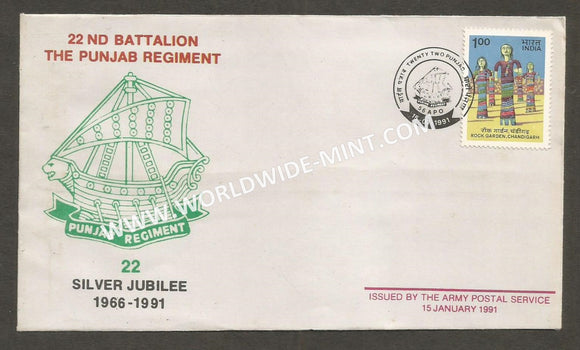 22 ND BATTALION
THE PUNJAB REGIMENT
PUNJAB REGIMENT
22
SILVER JUBILEE
1966-1991
TWENTY TWO PUNJAB
56 APO
1991
1.00 भारत
INDIA
रॉक गार्डन, चंडीगढ़
ROCK GARDEN, CHANDIGARH
© WWW.WORLDWIDE-MINT.COM ©
ISSUED BY THE ARMY POSTAL SERVICE
15 JANUARY 1991